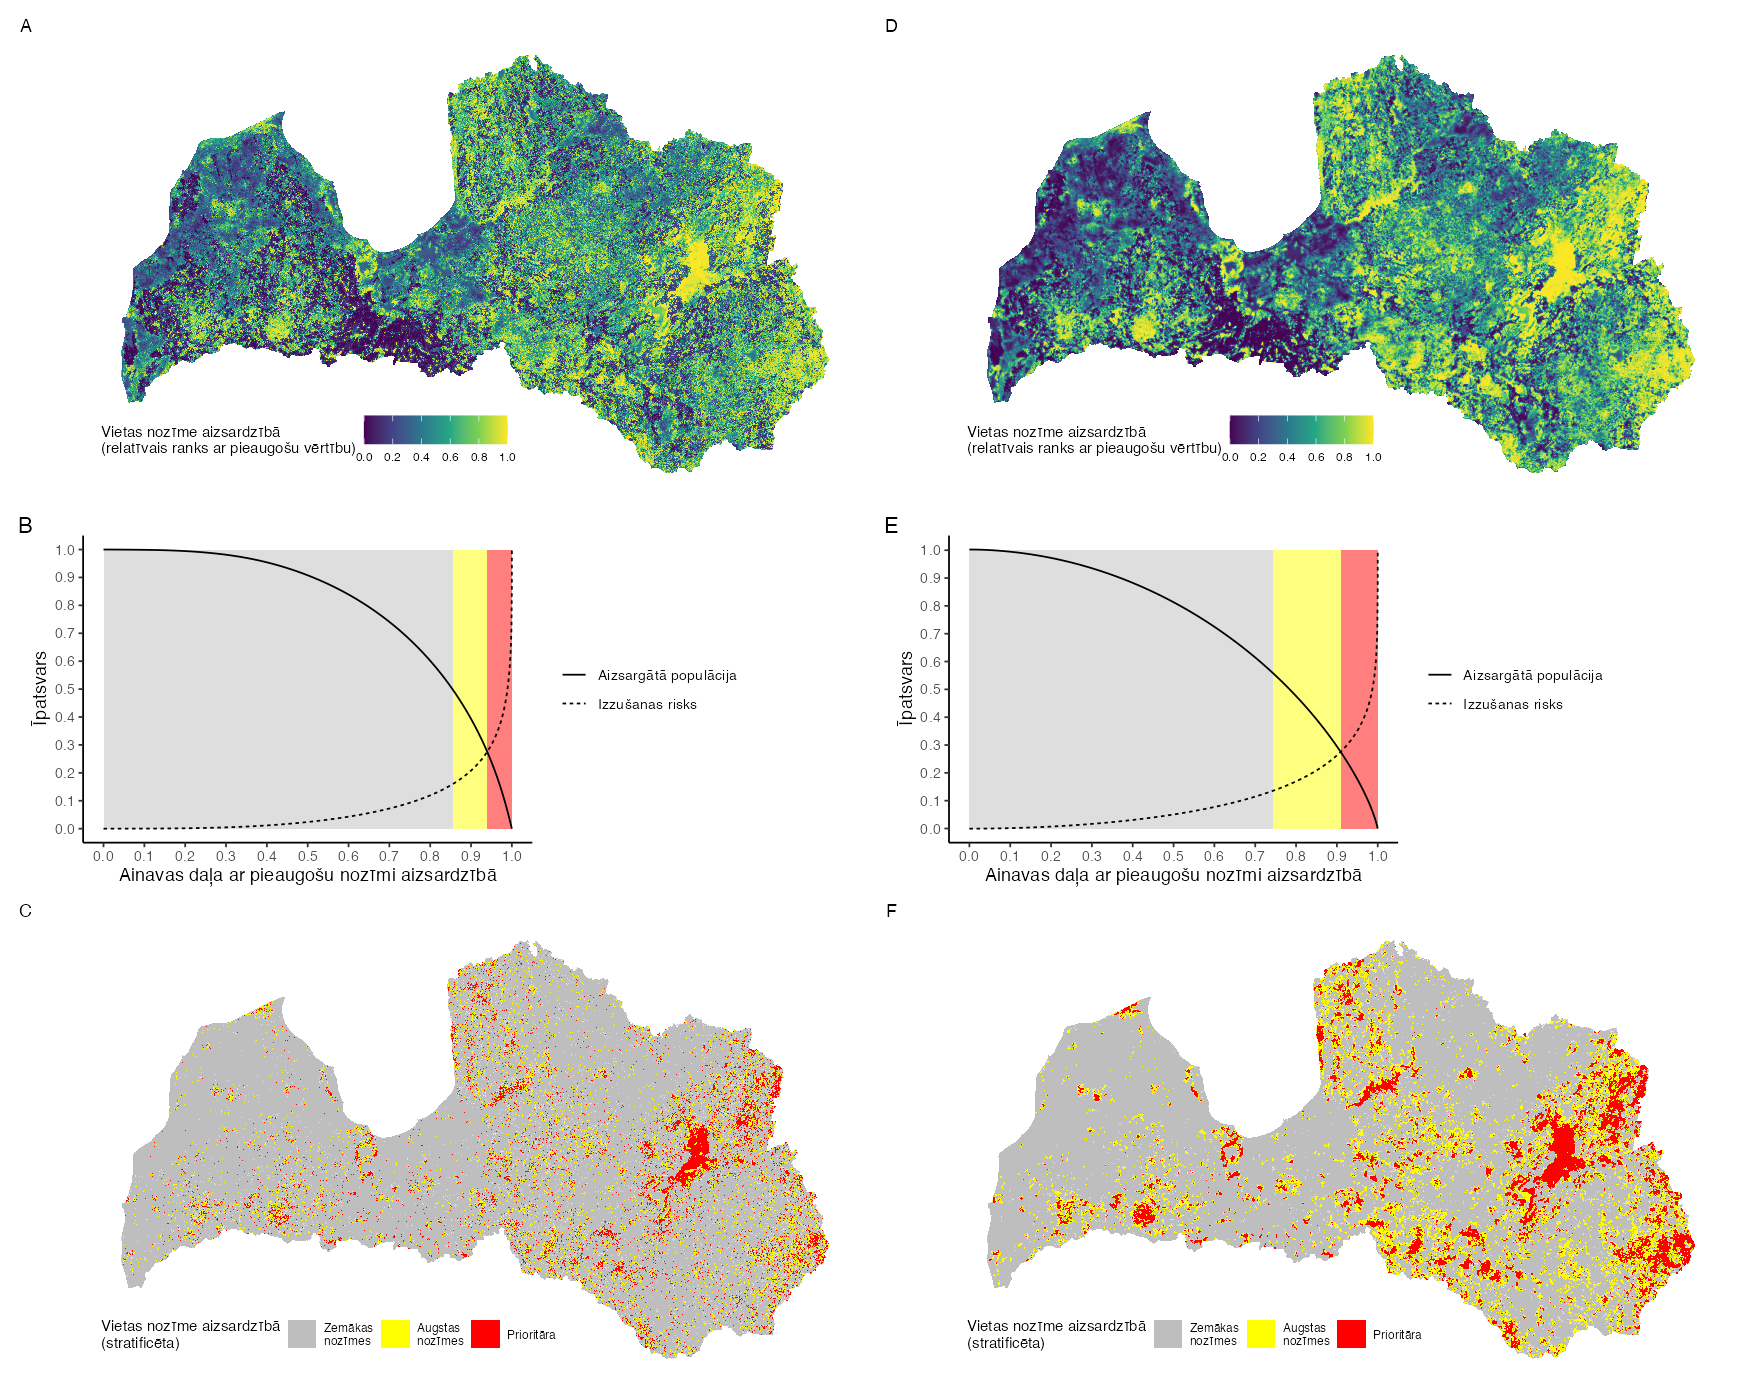 A
Vietas nozīme aizsardzībā
(relatīvais ranks ar pieaugošu vērtību)
0.0 0.2 0.4 0.6 0.8 1.0
D
Vietas nozīme aizsardzībā
(relatīvais ranks ar pieaugošu vērtību)
0.0 0.2 0.4 0.6 0.8 1.0
B
Īpatsvars
1.0
0.9
0.8
0.7
0.6
0.5
0.4
0.3
0.2
0.1
0.0
0.0 0.1 0.2 0.3 0.4 0.5 0.6 0.7 0.8 0.9 1.0
Ainavas daļa ar pieaugošu nozīmi aizsardzībā
Aizsargātā populācija
Izzušanas risks
E
Īpatsvars
1.0
0.9
0.8
0.7
0.6
0.5
0.4
0.3
0.2
0.1
0.0
0.0 0.1 0.2 0.3 0.4 0.5 0.6 0.7 0.8 0.9 1.0
Ainavas daļa ar pieaugošu nozīmi aizsardzībā
Aizsargātā populācija
Izzušanas risks
C
Vietas nozīme aizsardzībā
(stratificēta)
Zemākas
nozīmes
Augstas
nozīmes
Prioritāra
F
Vietas nozīme aizsardzībā
(stratificēta)
Zemākas
nozīmes
Augstas
nozīmes
Prioritāra